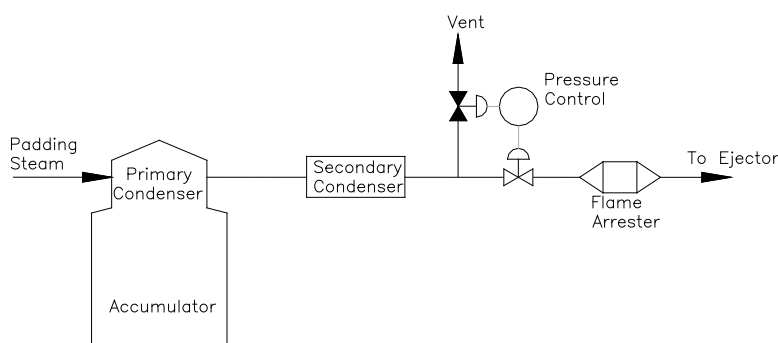 Vent
Pressure
Control
Padding
Steam
Primary
Condenser
Secondary
Condenser
To Ejector
Flame
Arrester
Accumulator